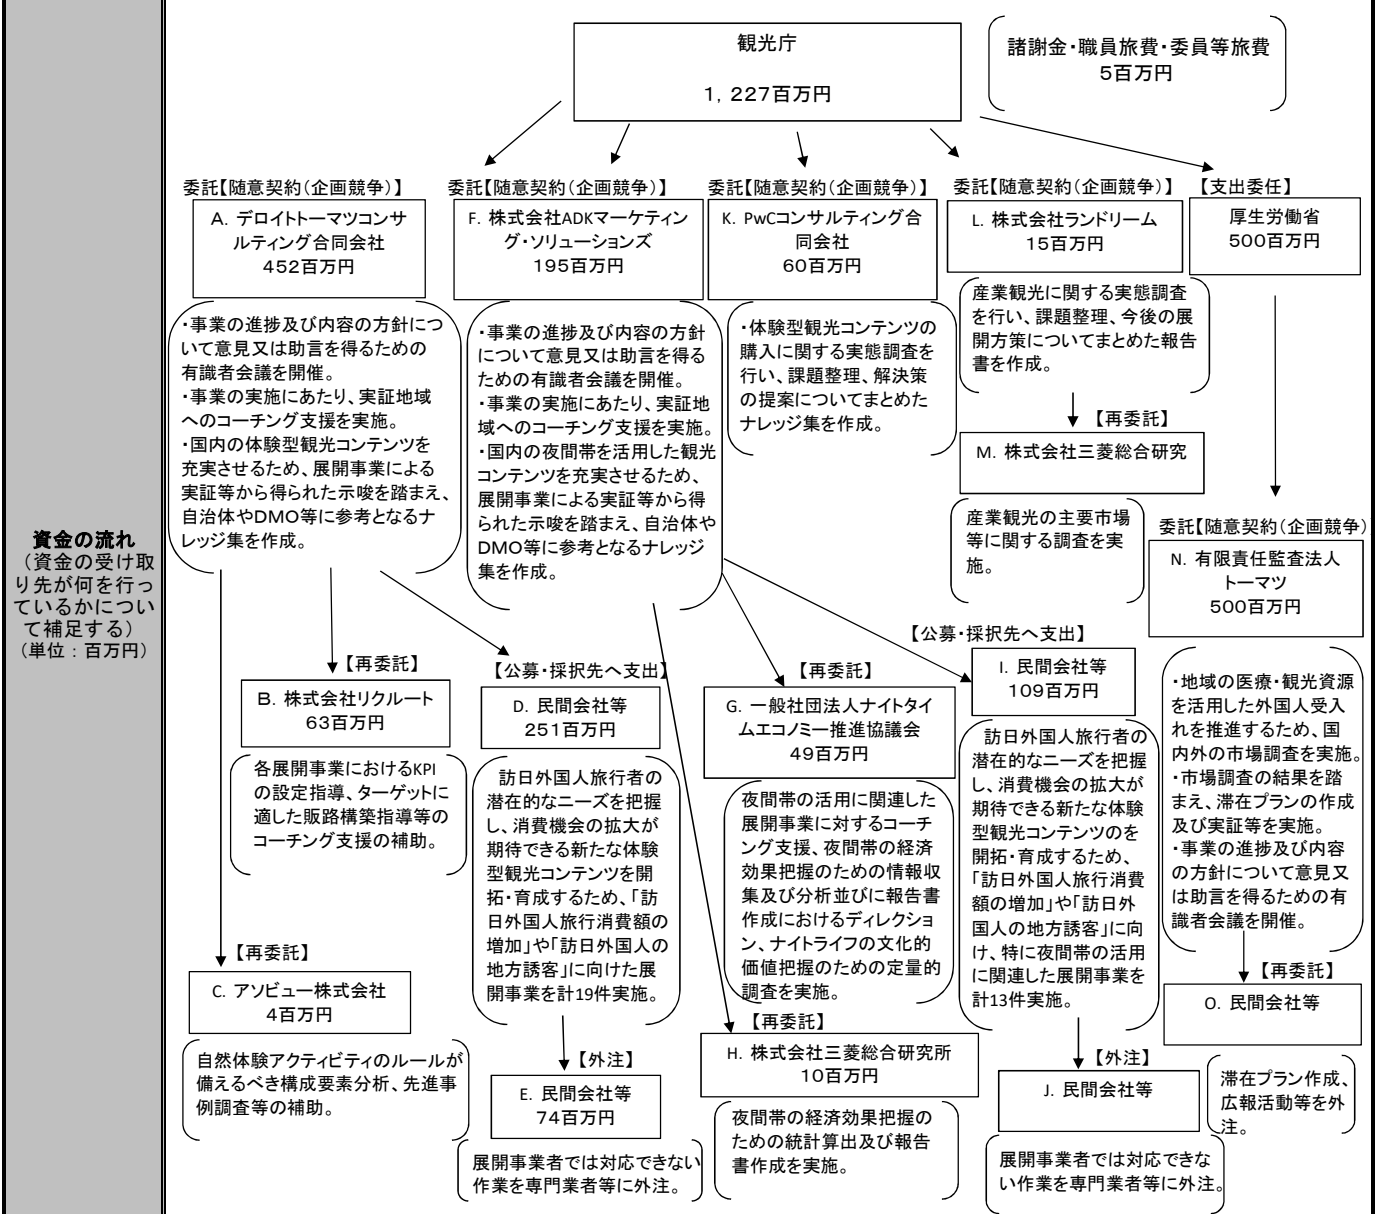 資金の流れ
（資金の受け取
り先が何を行っ
ているかについ
て補足する）
（単位：百万円）
観光庁
1，227百万円
諸謝金・職員旅費・委員等旅費
5百万円
委託【随意契約（企画競争）】
A．デロイトトーマツコンサ
ルティング合同会社
452百万円
・事業の進捗及び内容の方針につ
いて意見又は助言を得るための
有識者会議を開催。
・事業の実施にあたり、実証地域
へのコーチング支援を実施。
・国内の体験型観光コンテンツを
充実させるため、展開事業による
実証等から得られた示唆を踏まえ、
自治体やDMO等に参考となるナ
レッジ集を作成。
委託【随意契約（企画競争）】
F．株式会社ADKマーケティン
グ・ソリューションズ
195百万円
・事業の進捗及び内容の方針
について意見又は助言を得る
ための有識者会議を開催。
・事業の実施にあたり、実証地
域へのコーチング支援を実施。
・国内の夜間帯を活用した観光
コンテンツを充実させるため、
展開事業による実証等から得
られた示唆を踏まえ、自治体や
DMO等に参考となるナレッジ
集を作成。
委託【随意契約（企画競争）】
K．PwCコンサルティング合
同会社
60百万円
・体験型観光コンテンツの
購入に関する実態調査を
行い、課題整理、解決策
の提案についてまとめた
ナレッジ集を作成。
委託【随意契約（企画競争）】
L．株式会社ランドリーム
15百万円
産業観光に関する実態調査
を行い、課題整理、今後の展
開方策についてまとめた報告
書を作成。
【再委託】
M．株式会社三菱総合研究
産業観光の主要市場
等に関する調査を実
施。
【支出委任】
厚生労働省
500百万円
委託【随意契約（企画競争）
N．有限責任監査法人
トーマツ
500百万円
・地域の医療・観光資源
を活用した外国人受入
れを推進するため、国
内外の市場調査を実施。
・市場調査の結果を踏
まえ、滞在プランの作成
及び実証等を実施。
・事業の進捗及び内容
の方針について意見又
は助言を得るための有
識者会議を開催。
【再委託】
O．民間会社等
滞在プラン作成、
広報活動等を外
注。
【再委託】
B．株式会社リクルート
63百万円
各展開事業におけるKPI
の設定指導、ターゲットに
適した販路構築指導等の
コーチング支援の補助。
【再委託】
C．アソビュー株式会社
4百万円
自然体験アクティビティのルールが
備えるべき構成要素分析、先進事
例調査等の補助。
【公募・採択先へ支出】
D．民間会社等
251百万円
訪日外国人旅行者の
潜在的なニーズを把握
し、消費機会の拡大が
期待できる新たな体験
型観光コンテンツを開
拓・育成するため、「訪
日外国人旅行消費額の
増加」や「訪日外国人の
地方誘客」に向けた展
開事業を計19件実施。
【外注】
E．民間会社等
74百万円
展開事業者では対応できない
作業を専門業者等に外注。
【再委託】
G．一般社団法人ナイトタイ
ムエコノミー推進協議会
49百万円
夜間帯の活用に関連した
展開事業に対するコーチ
ング支援、夜間帯の経済
効果把握のための情報収
集及び分析並びに報告書
作成におけるディレクショ
ン、ナイトライフの文化的
価値把握のための定量的
調査を実施。
【再委託】
H．株式会社三菱総合研究所
10百万円
夜間帯の経済効果把握の
ための統計算出及び報告
書作成を実施。
【公募・採択先へ支出】
I．民間会社等
109百万円
訪日外国人旅行者の
潜在的なニーズを把握
し、消費機会の拡大が
期待できる新たな体験
型観光コンテンツのを
開拓・育成するため、
「訪日外国人旅行消費
額の増加」や「訪日外
国人の地方誘客」に向
け、特に夜間帯の活用
に関連した展開事業を
計13件実施。
【外注】
J．民間会社等
展開事業者では対応できな
い作業を専門業者等に外注。